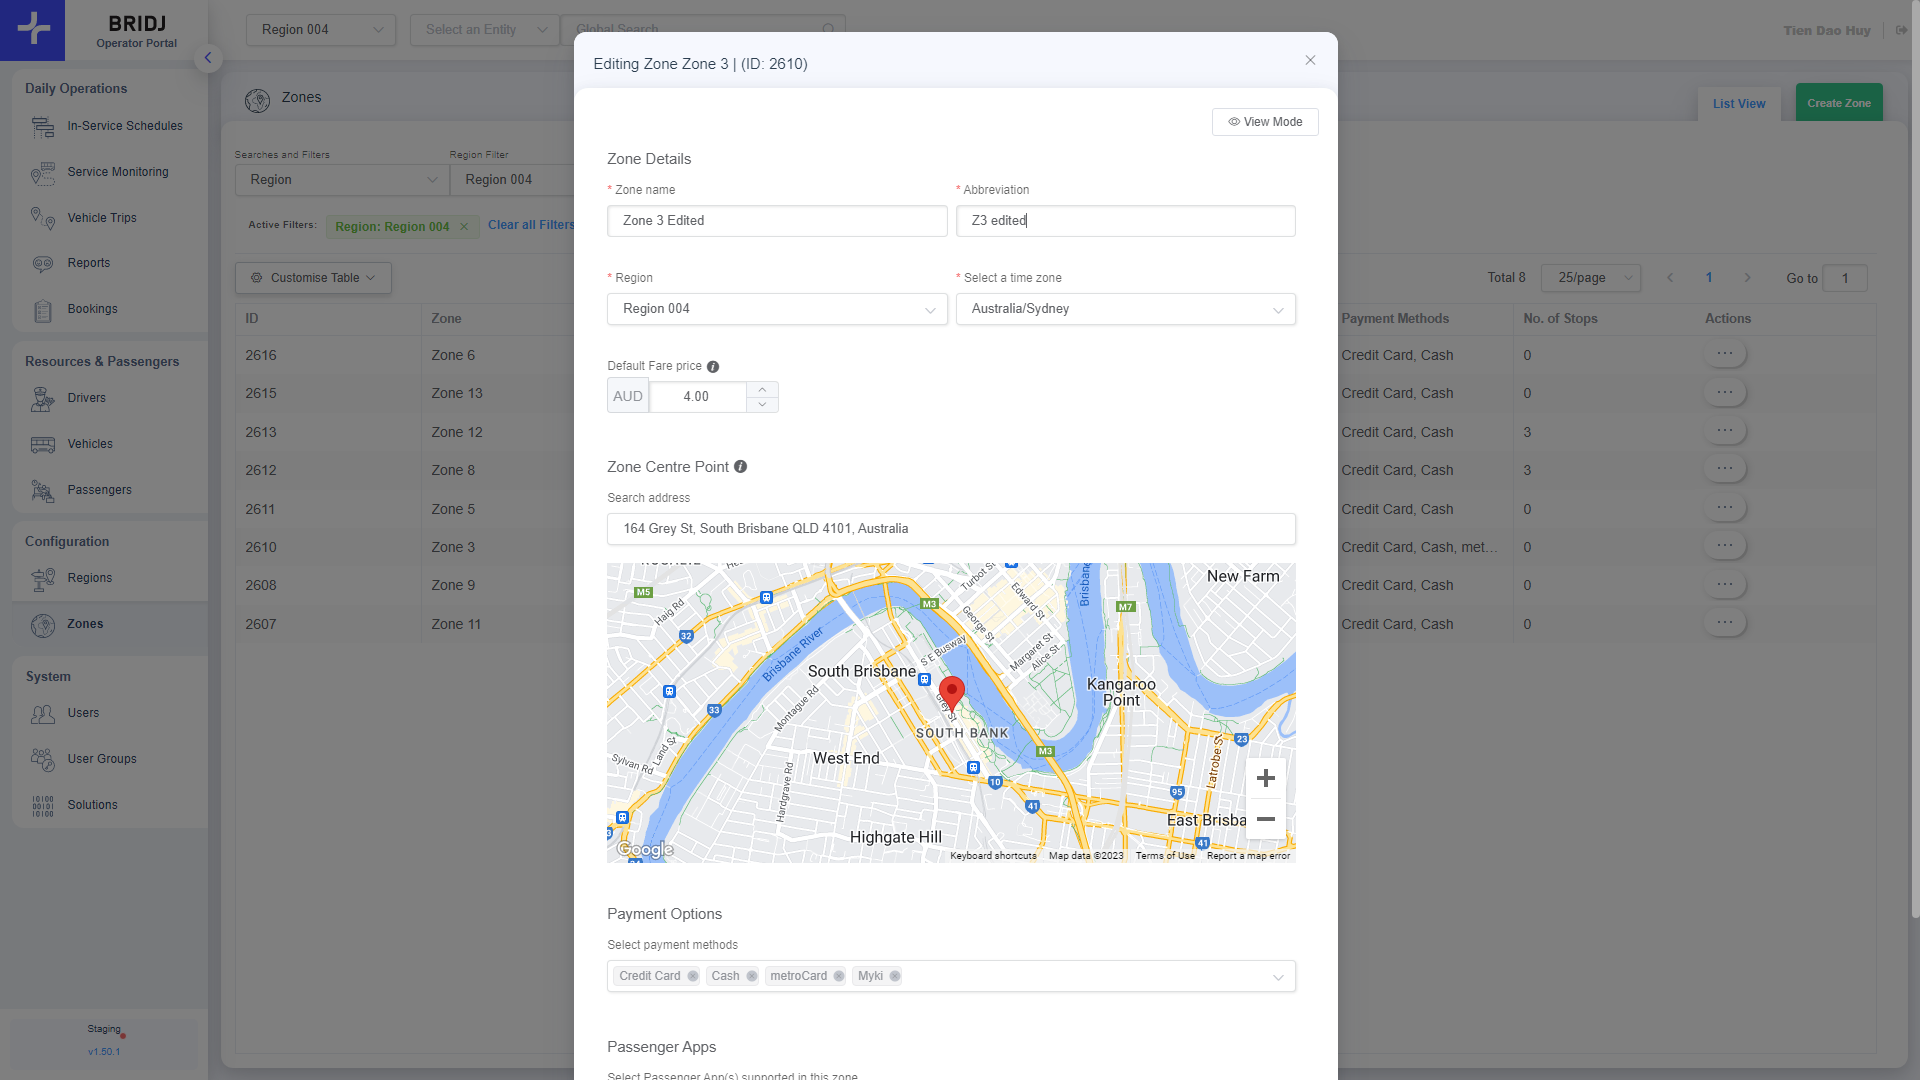 BRIDJ
Operator Portal
Region 004
Select an Entity
Global Search
Tien Dao Huy
Editing Zone Zone 3 | (ID: 2610)
Daily Operations
In-Service Schedules
Service Monitoring
Vehicle Trips
Reports
Bookings
Resources & Passengers
Drivers
Vehicles
Passengers
Configuration
Regions
Zones
System
Users
User Groups
Solutions
Staging
v1.50.1
Zones
List View
Create Zone
Searches and Filters
Region Filter
Region
Region 004
Active Filters:
Region: Region 004
Clear all Filters
Customise Table
Total 8
25/page
1
Go to
1
ID
Zone
Payment Methods
No. of Stops
Actions
2616
Zone 6
Credit Card, Cash
0
2615
Zone 13
Credit Card, Cash
0
2613
Zone 12
Credit Card, Cash
3
2612
Zone 8
Credit Card, Cash
3
2611
Zone 5
Credit Card, Cash
0
2610
Zone 3
Credit Card, Cash, met...
0
2608
Zone 9
Credit Card, Cash
0
2607
Zone 11
Credit Card, Cash
0
View Mode
Zone Details
* Zone name
* Abbreviation
Zone 3 Edited
Z3 edited
* Region
* Select a time zone
Region 004
Australia/Sydney
Default Fare price
AUD
4.00
Zone Centre Point
Search address
164 Grey St, South Brisbane QLD 4101, Australia
New Farm
M5
M3
M7
Haig Rd
Turbot St
Edward St
George St
Brisbane
32
Brisbane River
S E Busway
Margaret St
Alice St
South Brisbane
Kangaroo
Point
Grey St
33
Montague Rd
SOUTH BANK
M3
23
Land St
Sylvan Rd
West End
Latrobe St
Hardgrave Rd
10
95
41
East Brisba
Highgate Hill
41
Google
Keyboard shortcuts
Map data ©2023
Terms of Use
Report a map error
Payment Options
Select payment methods
Credit Card
Cash
metroCard
Myki
Passenger Apps
Select Passenger App(s) supported in this zone